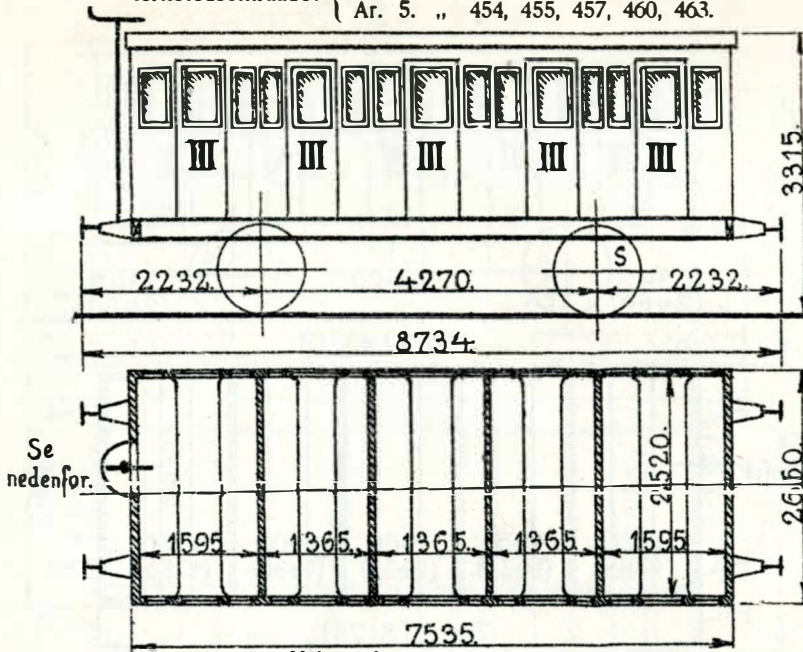 Ar. 5. „ 454, 455, 457, 460, 463.
III III III III III
3315.
S
2232. 4270. 2232.
8734.
Se
nedenfor.
2520.
2650.
1595. 1365. 1365. 1365. 1595.
7535.